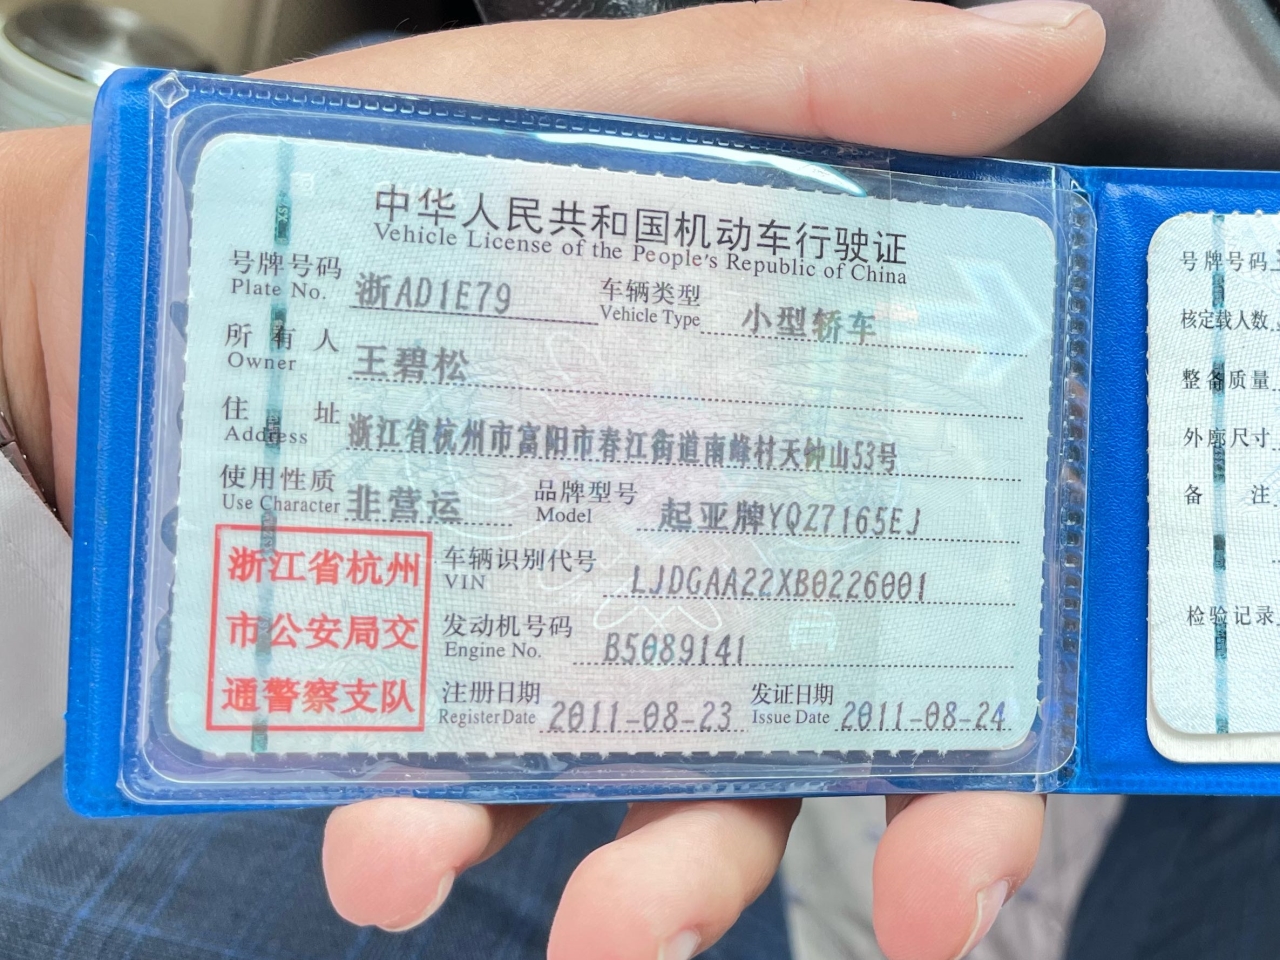 中华人民共和国机动车行驶证
Vehicle License of the People's Republic of China
号牌号码 浙AD1E79 车辆类型 小型轿车
Plate No. Vehicle Type
所有人 王碧松
Owner
住址 浙江省杭州市富阳市春江街道南峰村天钟山53号
Address
使用性质 非营运 品牌型号 起亚牌YQZ7165EJ
Use Character Model
浙江省杭州
市公安局交
通警察支队
车辆识别代号 LJDGAA22XB0226001
VIN
发动机号码 B5089141
Engine No.
注册日期 2011-08-23 发证日期 2011-08-24
Register Date Issue Date
号牌号码
核定载人数
整备质量
外廓尺寸
备注
检验记录